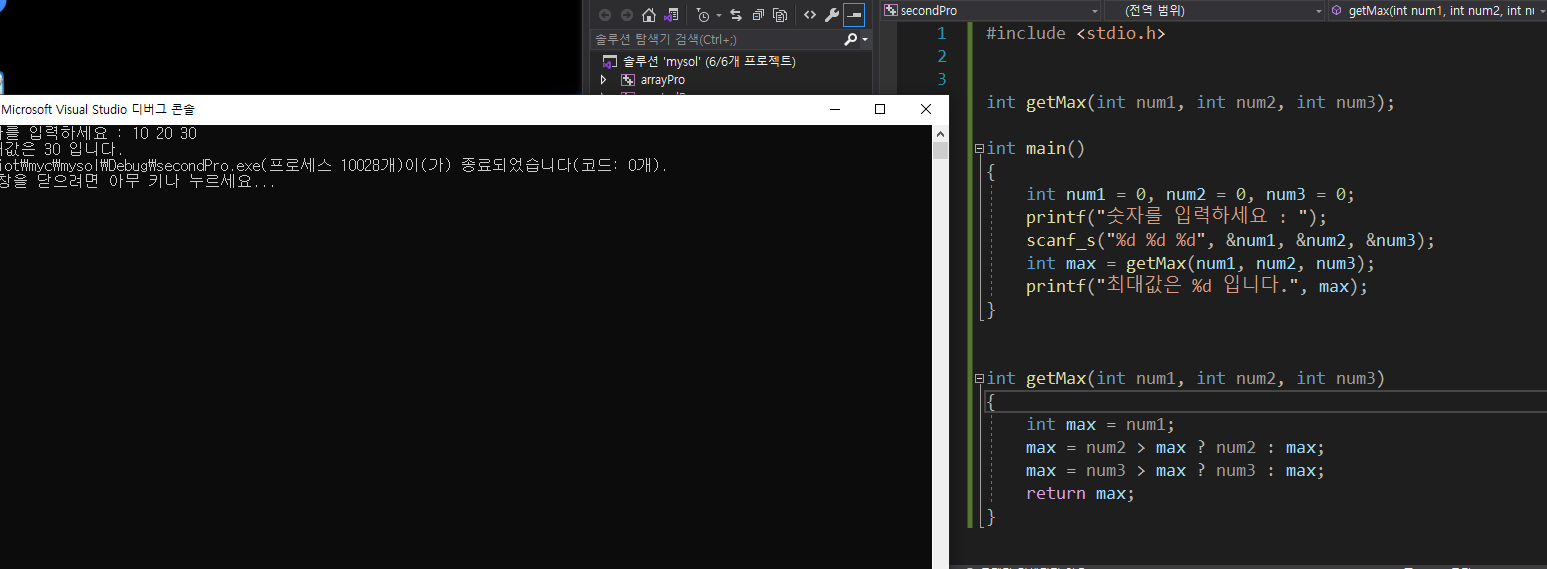 솔루션 탐색기 검색(Ctrl+;)
솔루션 'mysol' (6/6개 프로젝트)
arrayPro
Microsoft Visual Studio 디버그 콘솔
를 입력하세요 : 10 20 30
값은 30 입니다.
iot\myc\mysol\Debug\secondPro.exe(프로세스 10028개)이(가) 종료되었습니다(코드: 0개).
창을 닫으려면 아무 키나 누르세요...
secondPro
(전역 범위)
getMax(int num1, int num2, int nu
1 #include <stdio.h>
2
3
int getMax(int num1, int num2, int num3);
int main()
{
int num1 = 0, num2 = 0, num3 = 0;
printf("숫자를 입력하세요 : ");
scanf_s("%d %d %d", &num1, &num2, &num3);
int max = getMax(num1, num2, num3);
printf("최대값은 %d 입니다.", max);
}
int getMax(int num1, int num2, int num3)
{
int max = num1;
max = num2 > max ? num2 : max;
max = num3 > max ? num3 : max;
return max;
}